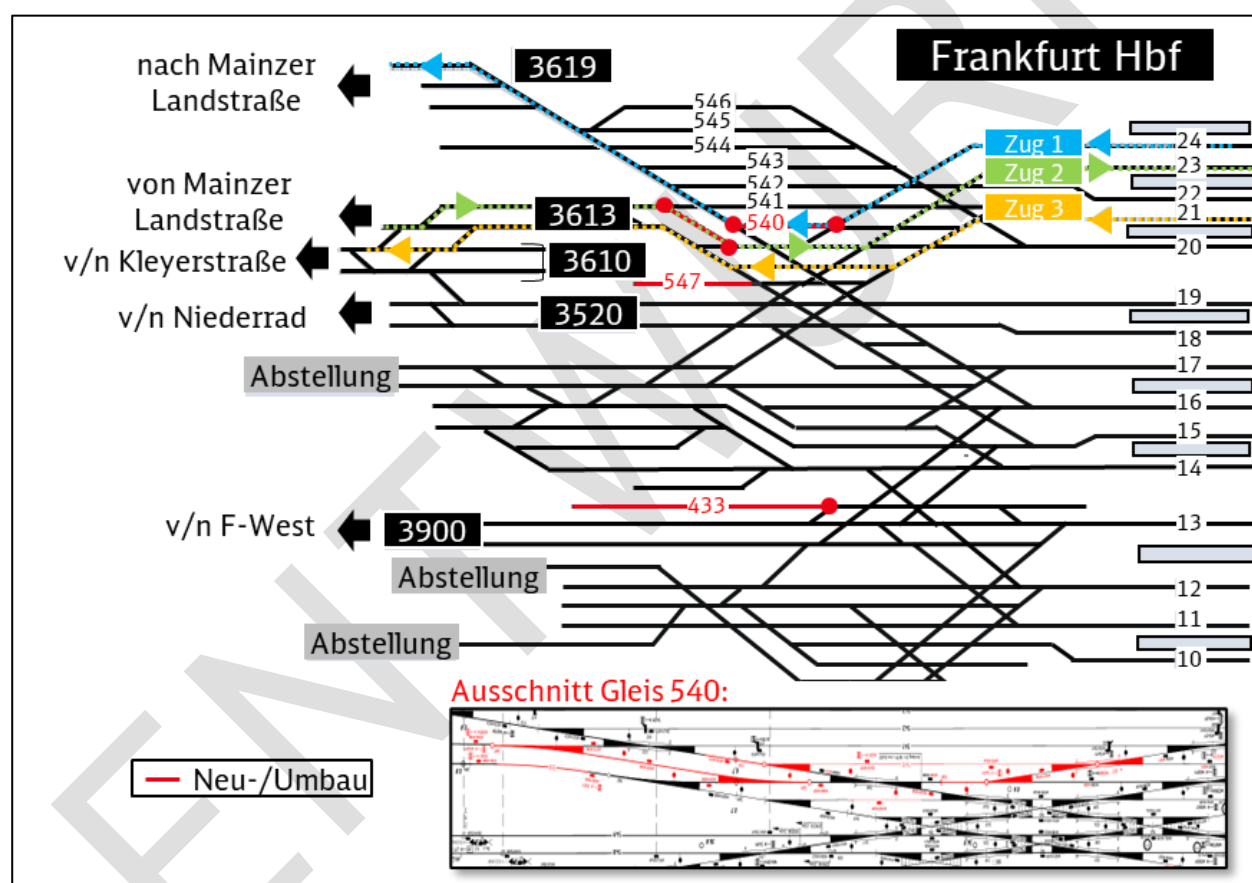 Frankfurt Hbf
nach Mainzer
Landstraße
3619
von Mainzer
Landstraße
3613
v/n Kleyerstraße
3610
v/n Niederrad
3520
Abstellung
v/n F-West
3900
Abstellung
Abstellung
546
545
544
543
542
541
540
547
433
Zug 1
Zug 2
Zug 3
24
23
22
21
20
19
18
17
16
15
14
13
12
11
10
Ausschnitt Gleis 540:
Neu-/Umbau
ENTWURF